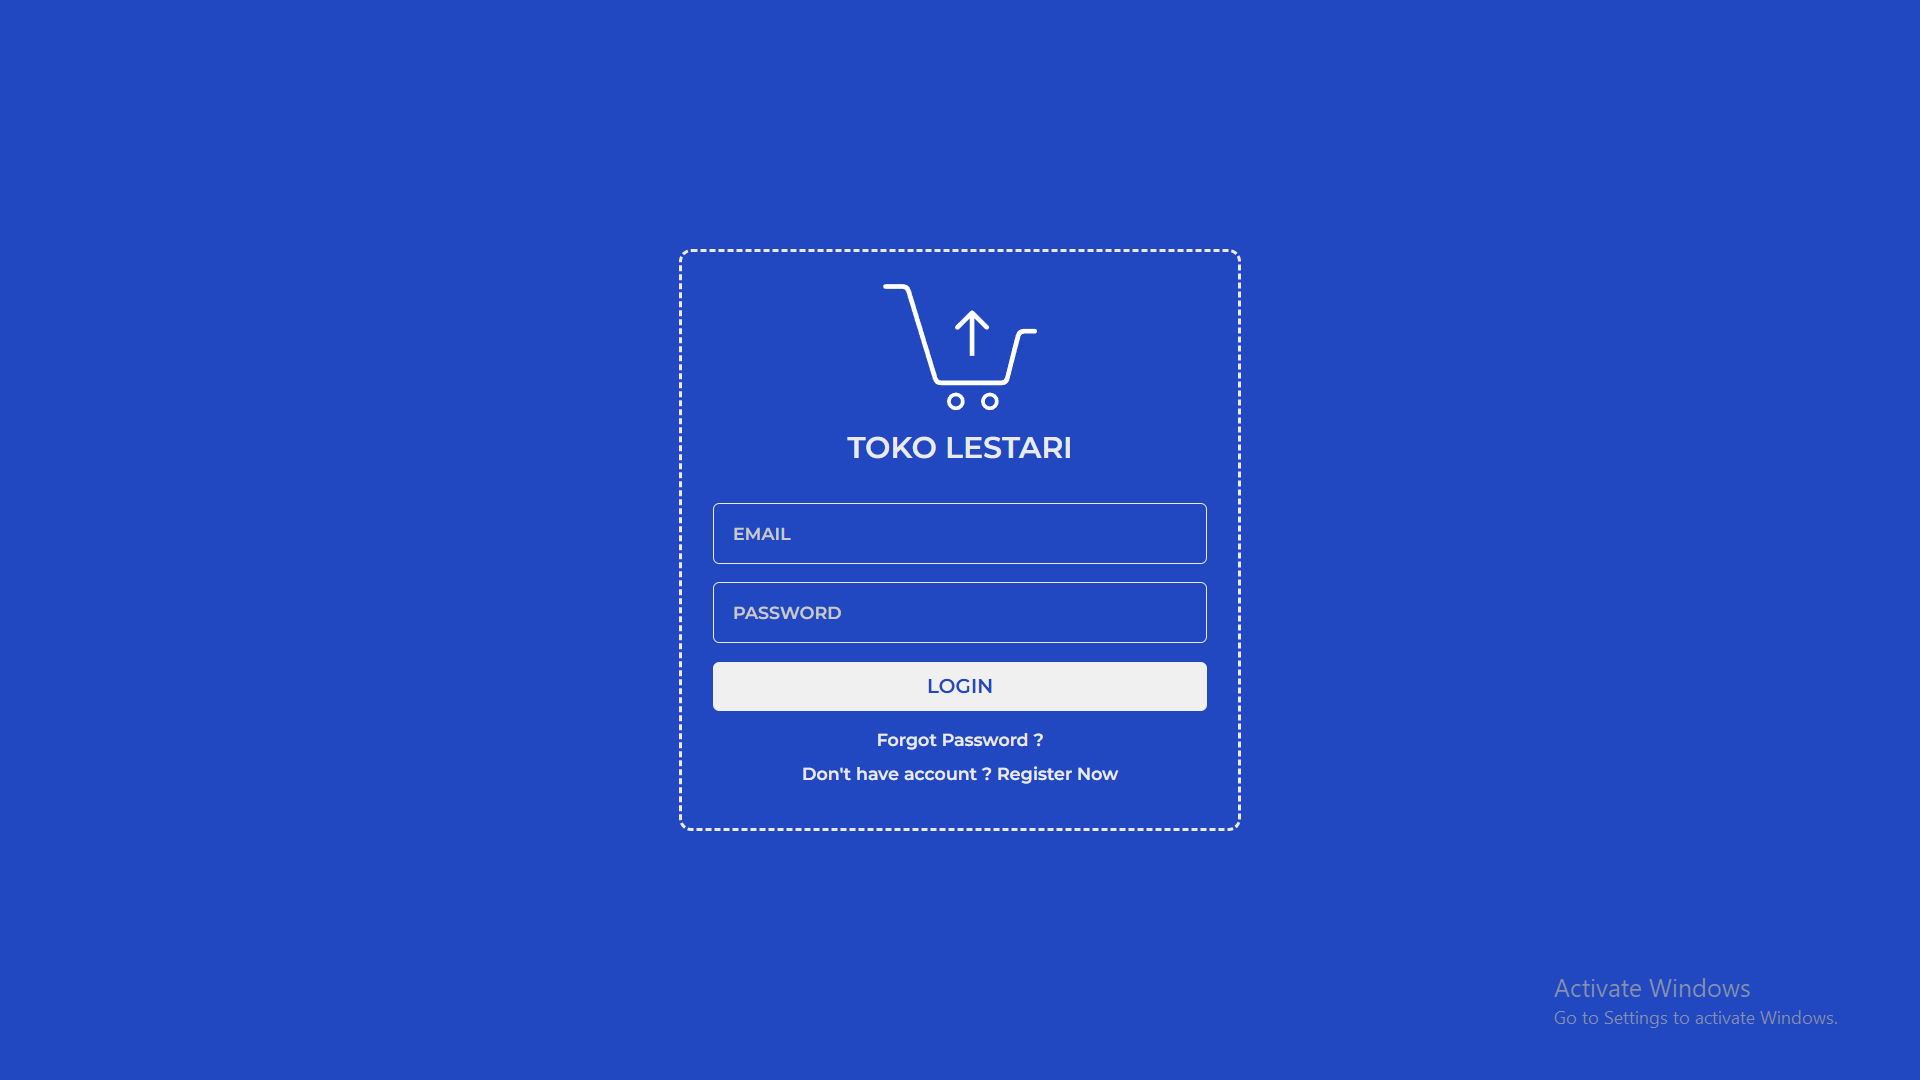 TOKO LESTARI
EMAIL
PASSWORD
LOGIN
Forgot Password ?
Don't have account ? Register Now
Activate Windows
Go to Settings to activate Windows.